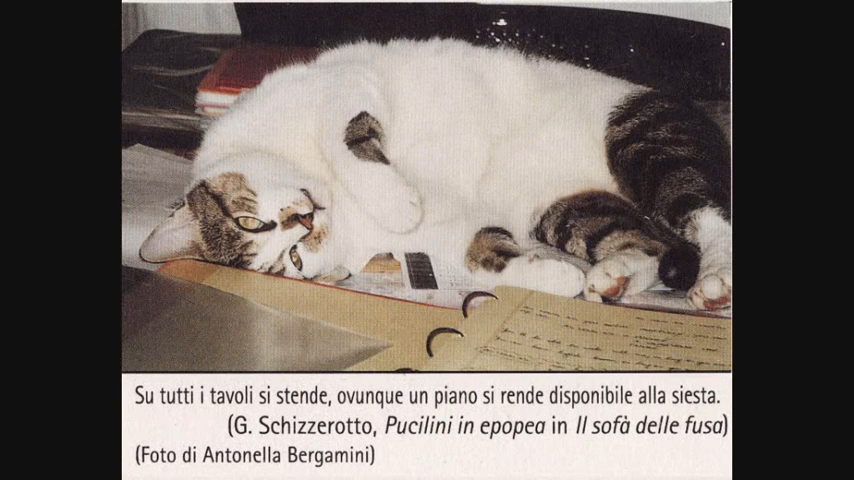 Su tutti i tavoli si stende, ovunque un piano si rende disponibile alla siesta.
(G. Schizzerotto, Pucilini in epopea in Il sofà delle fusa)
(Foto di Antonella Bergamini)